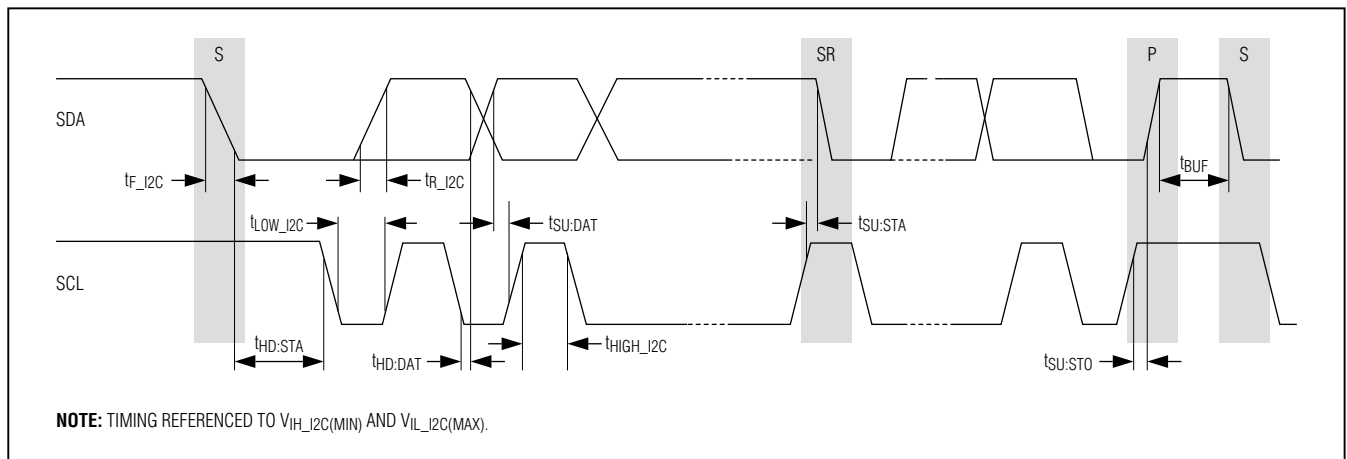 S
SR
P
S
SDA
tBUF
tF_I2C
tR_I2C
tLOW_I2C
tSU:DAT
tSU:STA
SCL
tHD:STA
tHD:DAT
tHIGH_I2C
tSU:STO
NOTE: TIMING REFERENCED TO VIH_I2C(MIN) AND VIL_I2C(MAX).